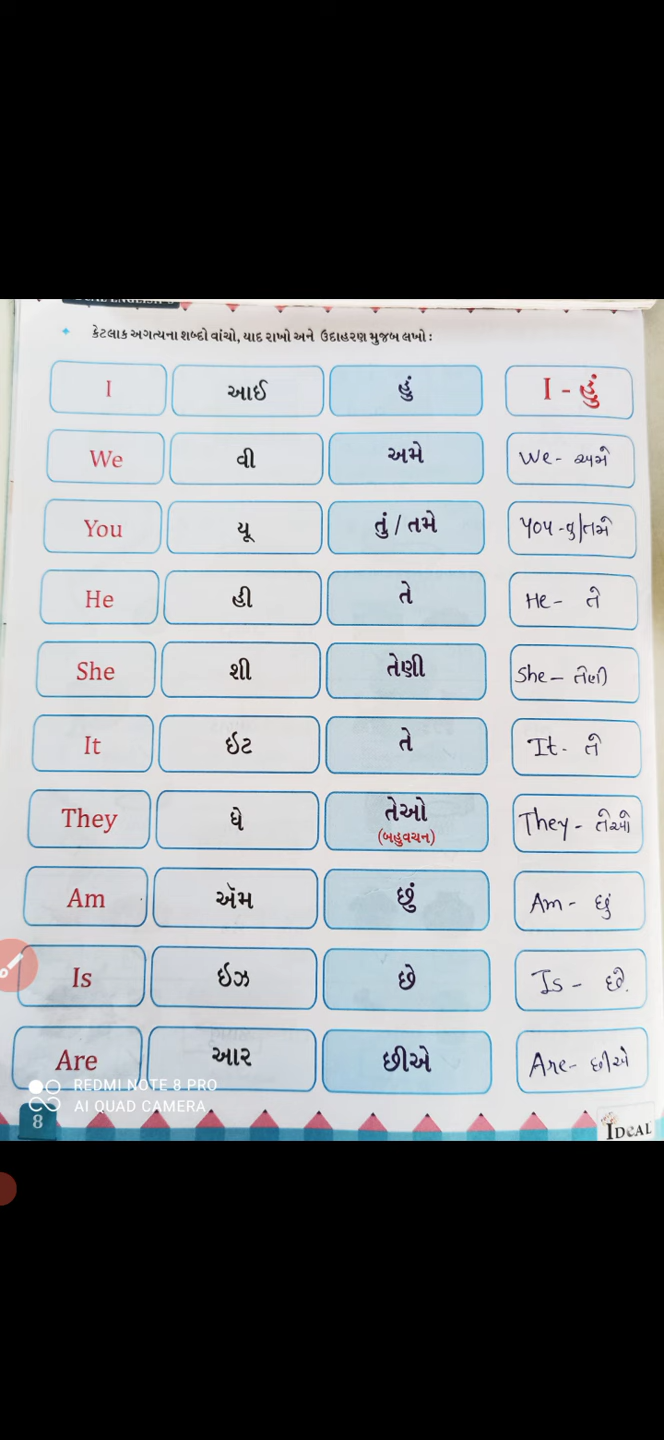 કેટલાક અગત્યના શબ્દો વાંચો, યાદ રાખો અને ઉદાહરણ મુજબ લખો :
I આઈ હું I - હું
We વી અમે We - અમે
You યૂ તું / તમે You - તુ/તમે
He હી તે He - તે
She શી તેણી She - તેણી
It ઇટ તે It - તે
They ધે તેઓ They - તેઓ
(બહુવચન)
Am ઍમ છું Am - છું
Is ઇઝ છે Is - છે.
Are આર છીએ Are - છીએ
REDMI NOTE 8 PRO
AI QUAD CAMERA
8
IDEAL